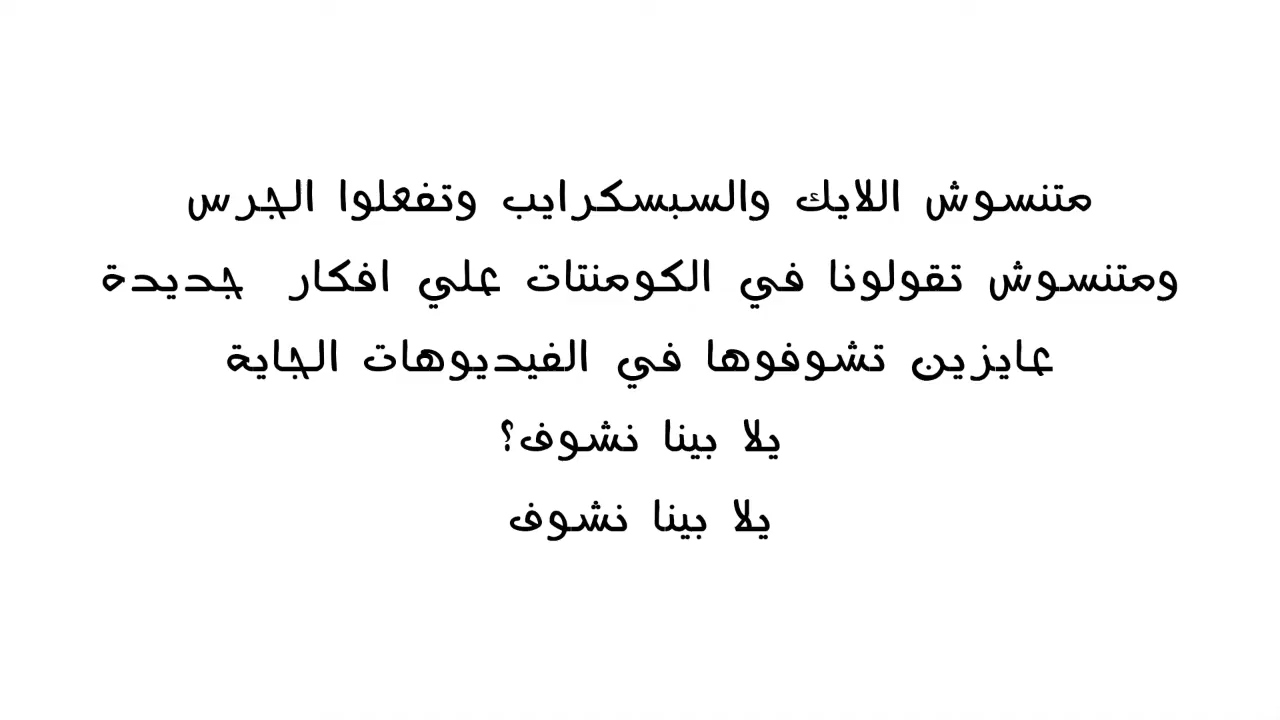 متنسوش اللايك والسبسكرايب وتفعلوا الجرس
ومتنسوش تقولونا في الكومنتات علي افكار جديدة
عايزين تشوفوها في الفيديوهات الجاية
يلا بينا نشوف؟
يلا بينا نشوف